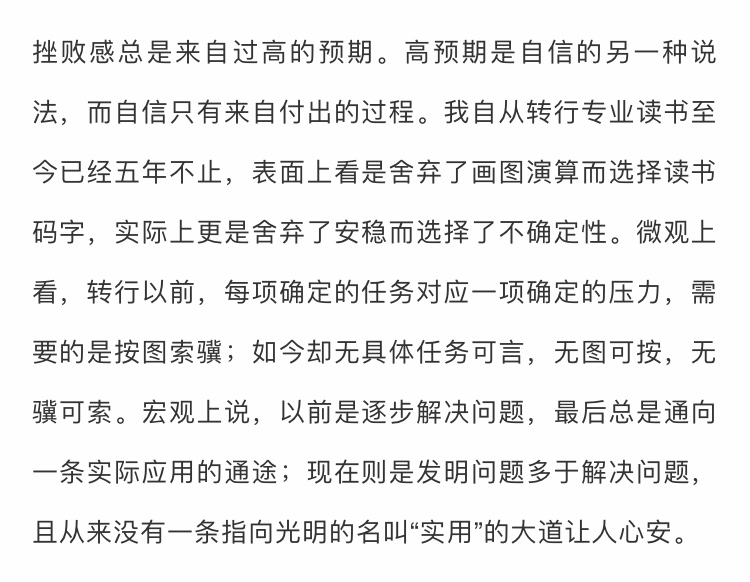 挫败感总是来自过高的预期。高预期是自信的另一种说
法，而自信只有来自付出的过程。我自从转行专业读书至
今已经五年不止，表面上看是舍弃了画图演算而选择读书
码字，实际上更是舍弃了安稳而选择了不确定性。微观上
看，转行以前，每项确定的任务对应一项确定的压力，需
要的是按图索骥；如今却无具体任务可言，无图可按，无
骥可索。宏观上说，以前是逐步解决问题，最后总是通向
一条实际应用的通途；现在则是发明问题多于解决问题，
且从来没有一条指向光明的名叫“实用”的大道让人心安。